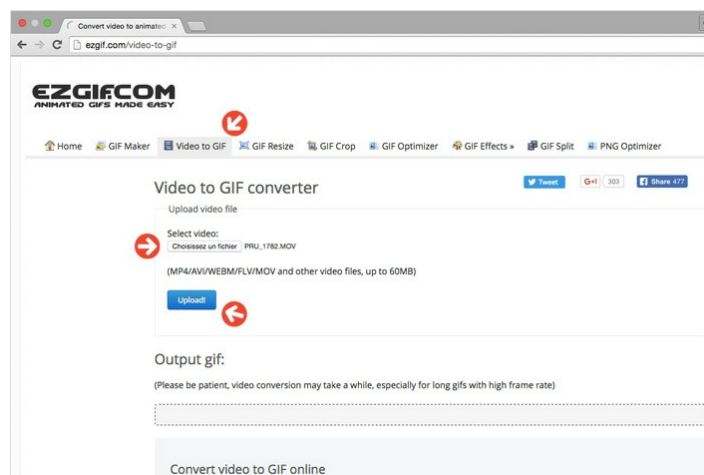 Convert video to animatec
ezgif.com/video-to-gif
EZGIF.COM
ANIMATED GIFS MADE EASY
Home GIF Maker Video to GIF GIF Resize GIF Crop GIF Optimizer GIF Effects » GIF Split PNG Optimizer
Video to GIF converter
Tweet G+1 303 Share 477
Upload video file
Select video:
Choisissez un fichier PRU_1782.MOV
(MP4/AVI/WEBM/FLV/MOV and other video files, up to 60MB)
Upload!
Output gif:
(Please be patient, video conversion may take a while, especially for long gifs with high frame rate)
Convert video to GIF online